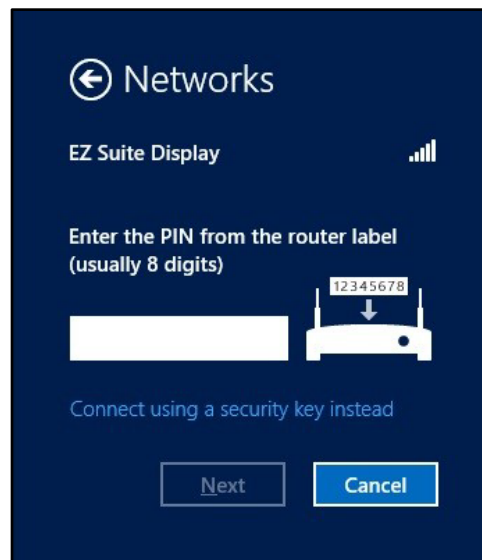 Networks
EZ Suite Display
Enter the PIN from the router label
(usually 8 digits)
12345678
Connect using a security key instead
Next
Cancel